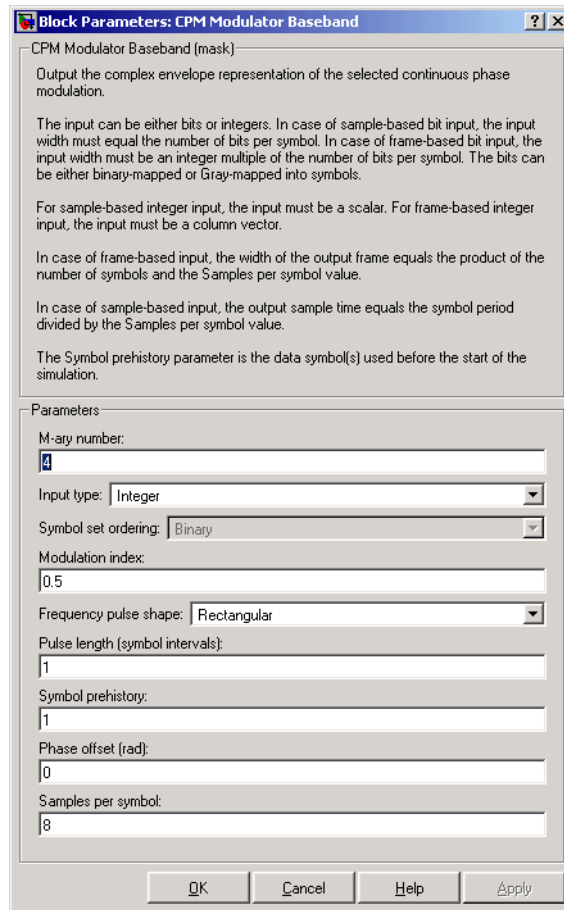 Block Parameters: CPM Modulator Baseband
CPM Modulator Baseband (mask)
Output the complex envelope representation of the selected continuous phase
modulation.
The input can be either bits or integers. In case of sample-based bit input, the input
width must equal the number of bits per symbol. In case of frame-based bit input, the
input width must be an integer multiple of the number of bits per symbol. The bits can
be either binary-mapped or Gray-mapped into symbols.
For sample-based integer input, the input must be a scalar. For frame-based integer
input, the input must be a column vector.
In case of frame-based input, the width of the output frame equals the product of the
number of symbols and the Samples per symbol value.
In case of sample-based input, the output sample time equals the symbol period
divided by the Samples per symbol value.
The Symbol prehistory parameter is the data symbol(s) used before the start of the
simulation.
Parameters
M-ary number:
4
Input type: Integer
Symbol set ordering: Binary
Modulation index:
0.5
Frequency pulse shape: Rectangular
Pulse length (symbol intervals):
1
Symbol prehistory:
1
Phase offset (rad):
0
Samples per symbol:
8
OK Cancel Help Apply